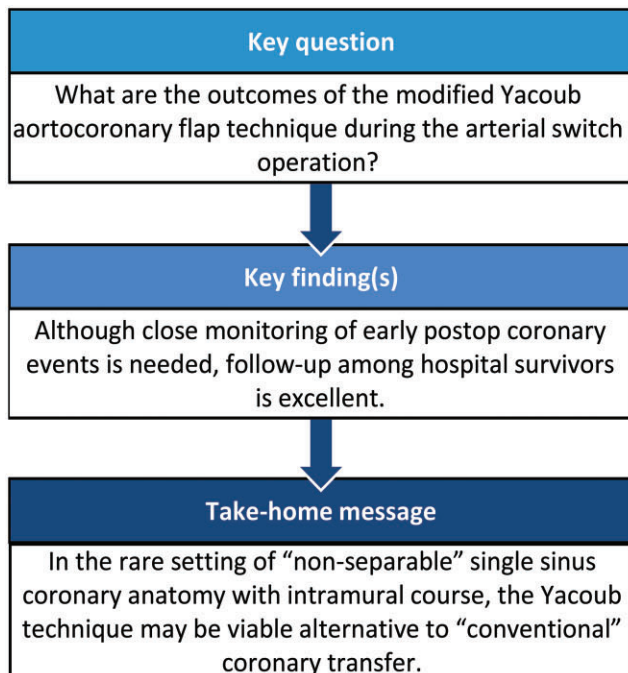 Key question
What are the outcomes of the modified Yacoub
aortocoronary flap technique during the arterial switch
operation?
Key finding(s)
Although close monitoring of early postop coronary
events is needed, follow-up among hospital survivors
is excellent.
Take-home message
In the rare setting of “non-separable” single sinus
coronary anatomy with intramural course, the Yacoub
technique may be viable alternative to “conventional”
coronary transfer.